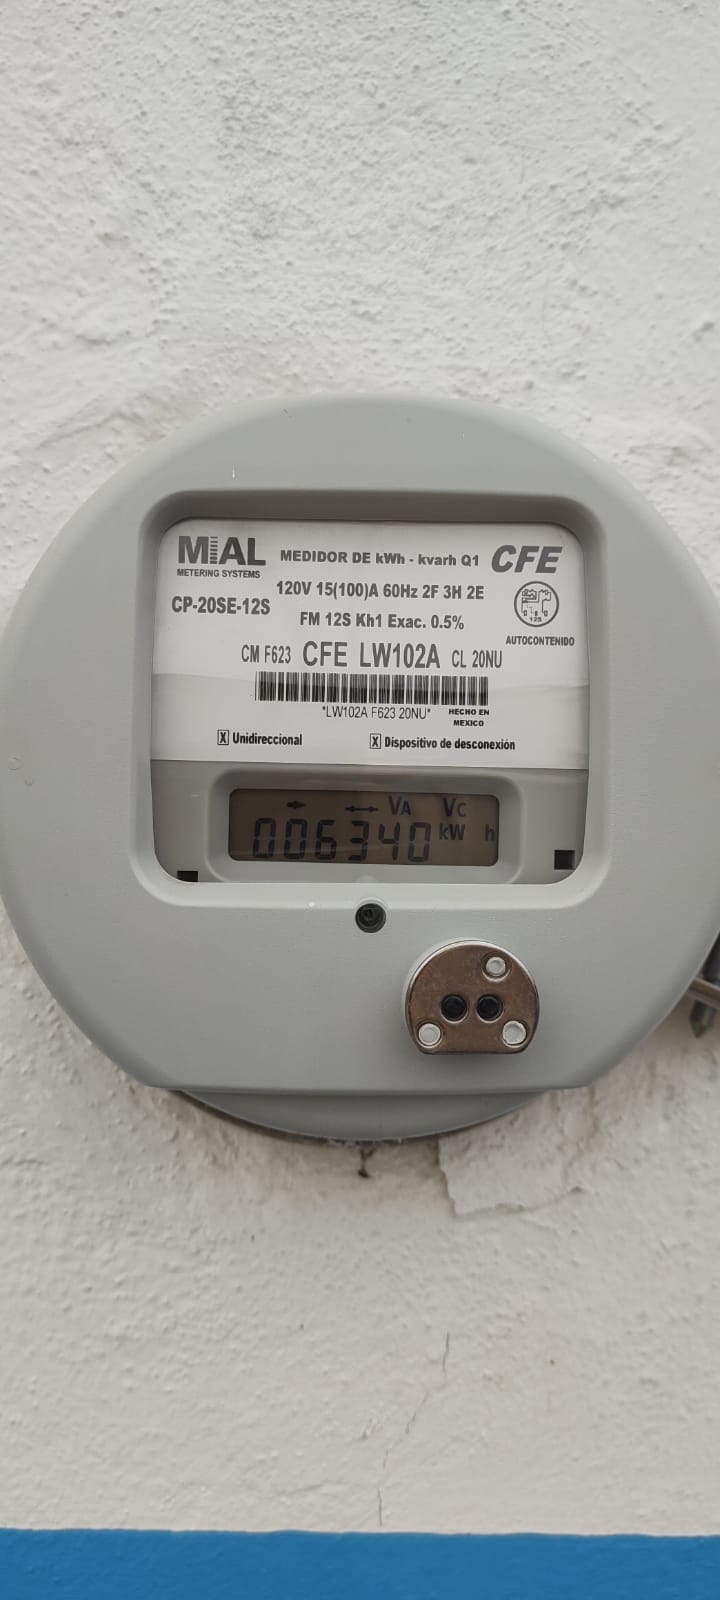 MIAL
METERING SYSTEMS
MEDIDOR DE kWh - kvarh Q1
CFE
120V 15(100)A 60Hz 2F 3H 2E
CP-20SE-12S
FM 12S Kh1 Exac. 0.5%
12S
AUTOCONTENIDO
CM F623 CFE LW102A CL 20NU
*LW102A F623 20NU*
HECHO EN
MEXICO
X Unidireccional
X Dispositivo de desconexión
VA VC
006340 kW h